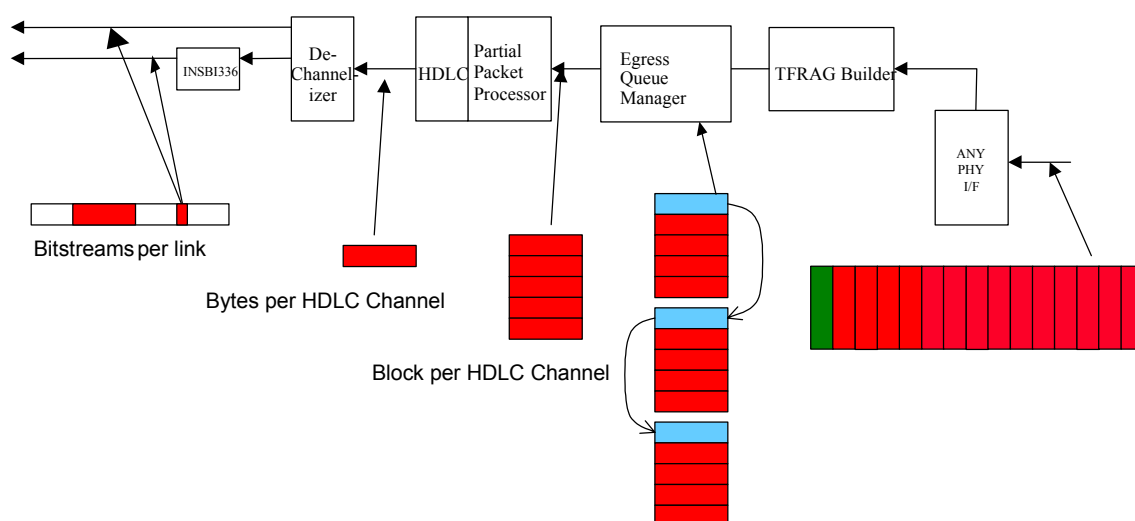 De-
Channel-
izer
INSBI336
HDLC
Partial
Packet
Processor
Egress
Queue
Manager
TFRAG Builder
ANY
PHY
I/F
Bitstreams per link
Bytes per HDLC Channel
Block per HDLC Channel